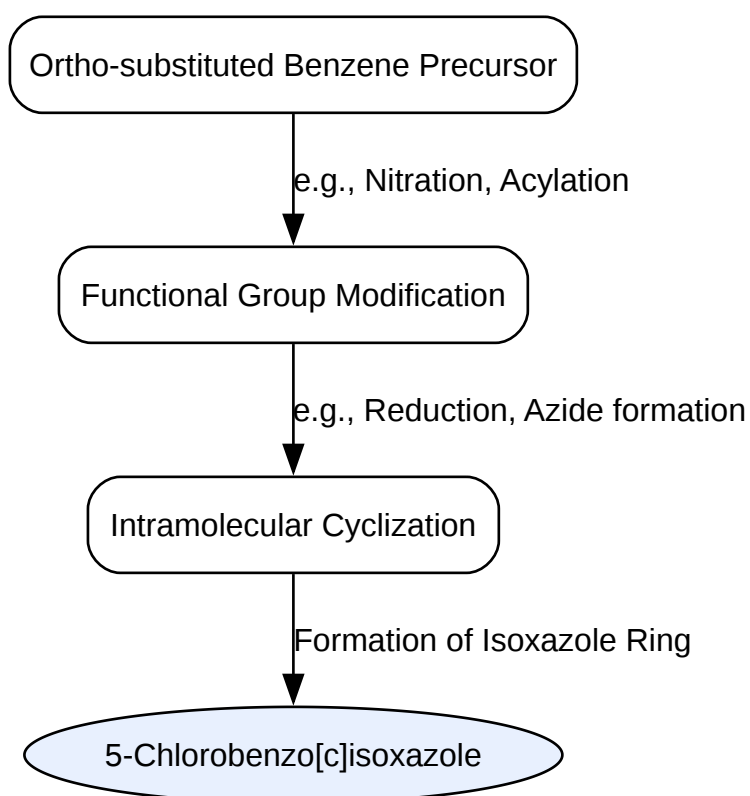 Ortho-substituted Benzene Precursor
e.g., Nitration, Acylation
Functional Group Modification
e.g., Reduction, Azide formation
Intramolecular Cyclization
Formation of Isoxazole Ring
5-Chlorobenzo[c]isoxazole